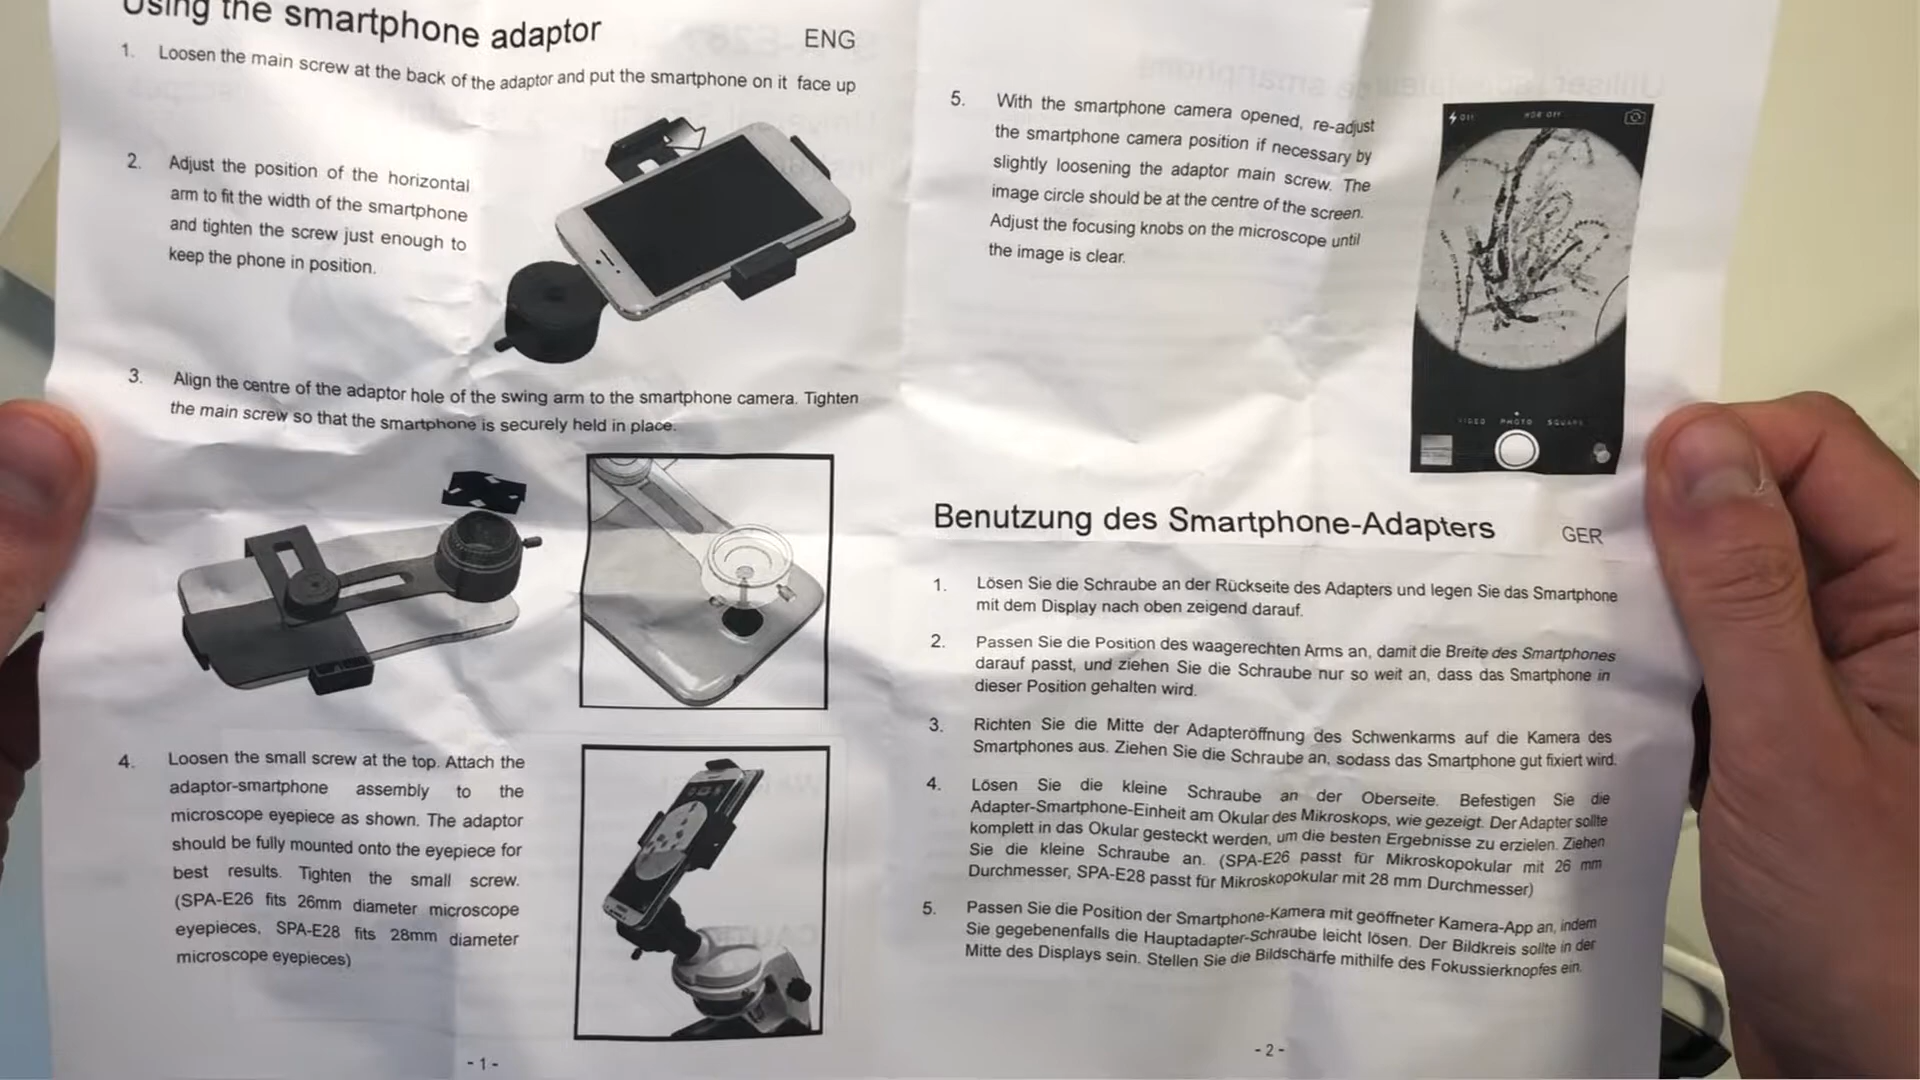 Using the smartphone adaptor
ENG
1. Loosen the main screw at the back of the adaptor and put the smartphone on it face up
2. Adjust the position of the horizontal
arm to fit the width of the smartphone
and tighten the screw just enough to
keep the phone in position.
3. Align the centre of the adaptor hole of the swing arm to the smartphone camera. Tighten
the main screw so that the smartphone is securely held in place.
4. Loosen the small screw at the top. Attach the
adaptor-smartphone assembly to the
microscope eyepiece as shown. The adaptor
should be fully mounted onto the eyepiece for
best results. Tighten the small screw.
(SPA-E26 fits 26mm diameter microscope
eyepieces, SPA-E28 fits 28mm diameter
microscope eyepieces)
- 1 -
5. With the smartphone camera opened, re-adjust
the smartphone camera position if necessary by
slightly loosening the adaptor main screw. The
image circle should be at the centre of the screen.
Adjust the focusing knobs on the microscope until
the image is clear.
Off HDR Off
VIDEO PHOTO SQUARE
Benutzung des Smartphone-Adapters
GER
1. Lösen Sie die Schraube an der Rückseite des Adapters und legen Sie das Smartphone
mit dem Display nach oben zeigend darauf.
2. Passen Sie die Position des waagerechten Arms an, damit die Breite des Smartphones
darauf passt, und ziehen Sie die Schraube nur so weit an, dass das Smartphone in
dieser Position gehalten wird.
3. Richten Sie die Mitte der Adapteröffnung des Schwenkarms auf die Kamera des
Smartphones aus. Ziehen Sie die Schraube an, sodass das Smartphone gut fixiert wird.
4. Lösen Sie die kleine Schraube an der Oberseite. Befestigen Sie die
Adapter-Smartphone-Einheit am Okular des Mikroskops, wie gezeigt. Der Adapter sollte
komplett in das Okular gesteckt werden, um die besten Ergebnisse zu erzielen. Ziehen
Sie die kleine Schraube an. (SPA-E26 passt für Mikroskopokular mit 26 mm
Durchmesser, SPA-E28 passt für Mikroskopokular mit 28 mm Durchmesser)
5. Passen Sie die Position der Smartphone-Kamera mit geöffneter Kamera-App an, indem
Sie gegebenenfalls die Hauptadapter-Schraube leicht lösen. Der Bildkreis sollte in der
Mitte des Displays sein. Stellen Sie die Bildschärfe mithilfe des Fokussierknopfes ein.
- 2 -